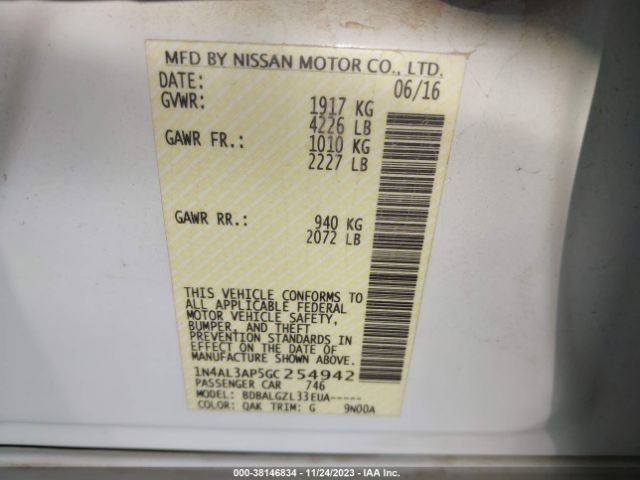 MFD BY NISSAN MOTOR CO., LTD.
DATE: 06/16
GVWR: 1917 KG
4226 LB
GAWR FR.: 1010 KG
2227 LB
GAWR RR.: 940 KG
2072 LB
THIS VEHICLE CONFORMS TO
ALL APPLICABLE FEDERAL
MOTOR VEHICLE SAFETY,
BUMPER, AND THEFT
PREVENTION STANDARDS IN
EFFECT ON THE DATE OF
MANUFACTURE SHOWN ABOVE.
1N4AL3AP5GC254942
PASSENGER CAR 746
MODEL: BDBALGZL33EUA-----
COLOR: QAK TRIM: G 9N00A
000-38146834 - 11/24/2023 - IAA Inc.